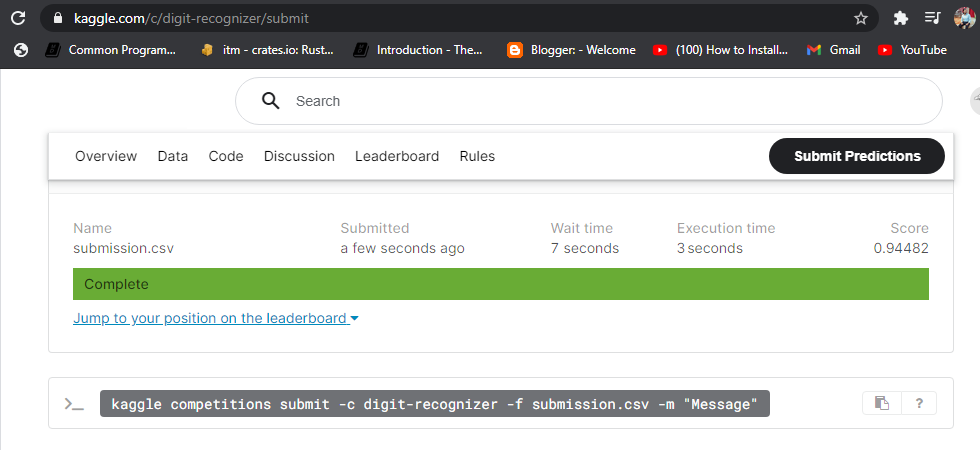 kaggle.com/c/digit-recognizer/submit
Common Program... itm - crates.io: Rust... Introduction - The... Blogger: - Welcome (100) How to Install... Gmail YouTube
Search
Overview Data Code Discussion Leaderboard Rules Submit Predictions
Name Submitted Wait time Execution time Score
submission.csv a few seconds ago 7 seconds 3 seconds 0.94482
Complete
Jump to your position on the leaderboard
>_ kaggle competitions submit -c digit-recognizer -f submission.csv -m "Message" ?